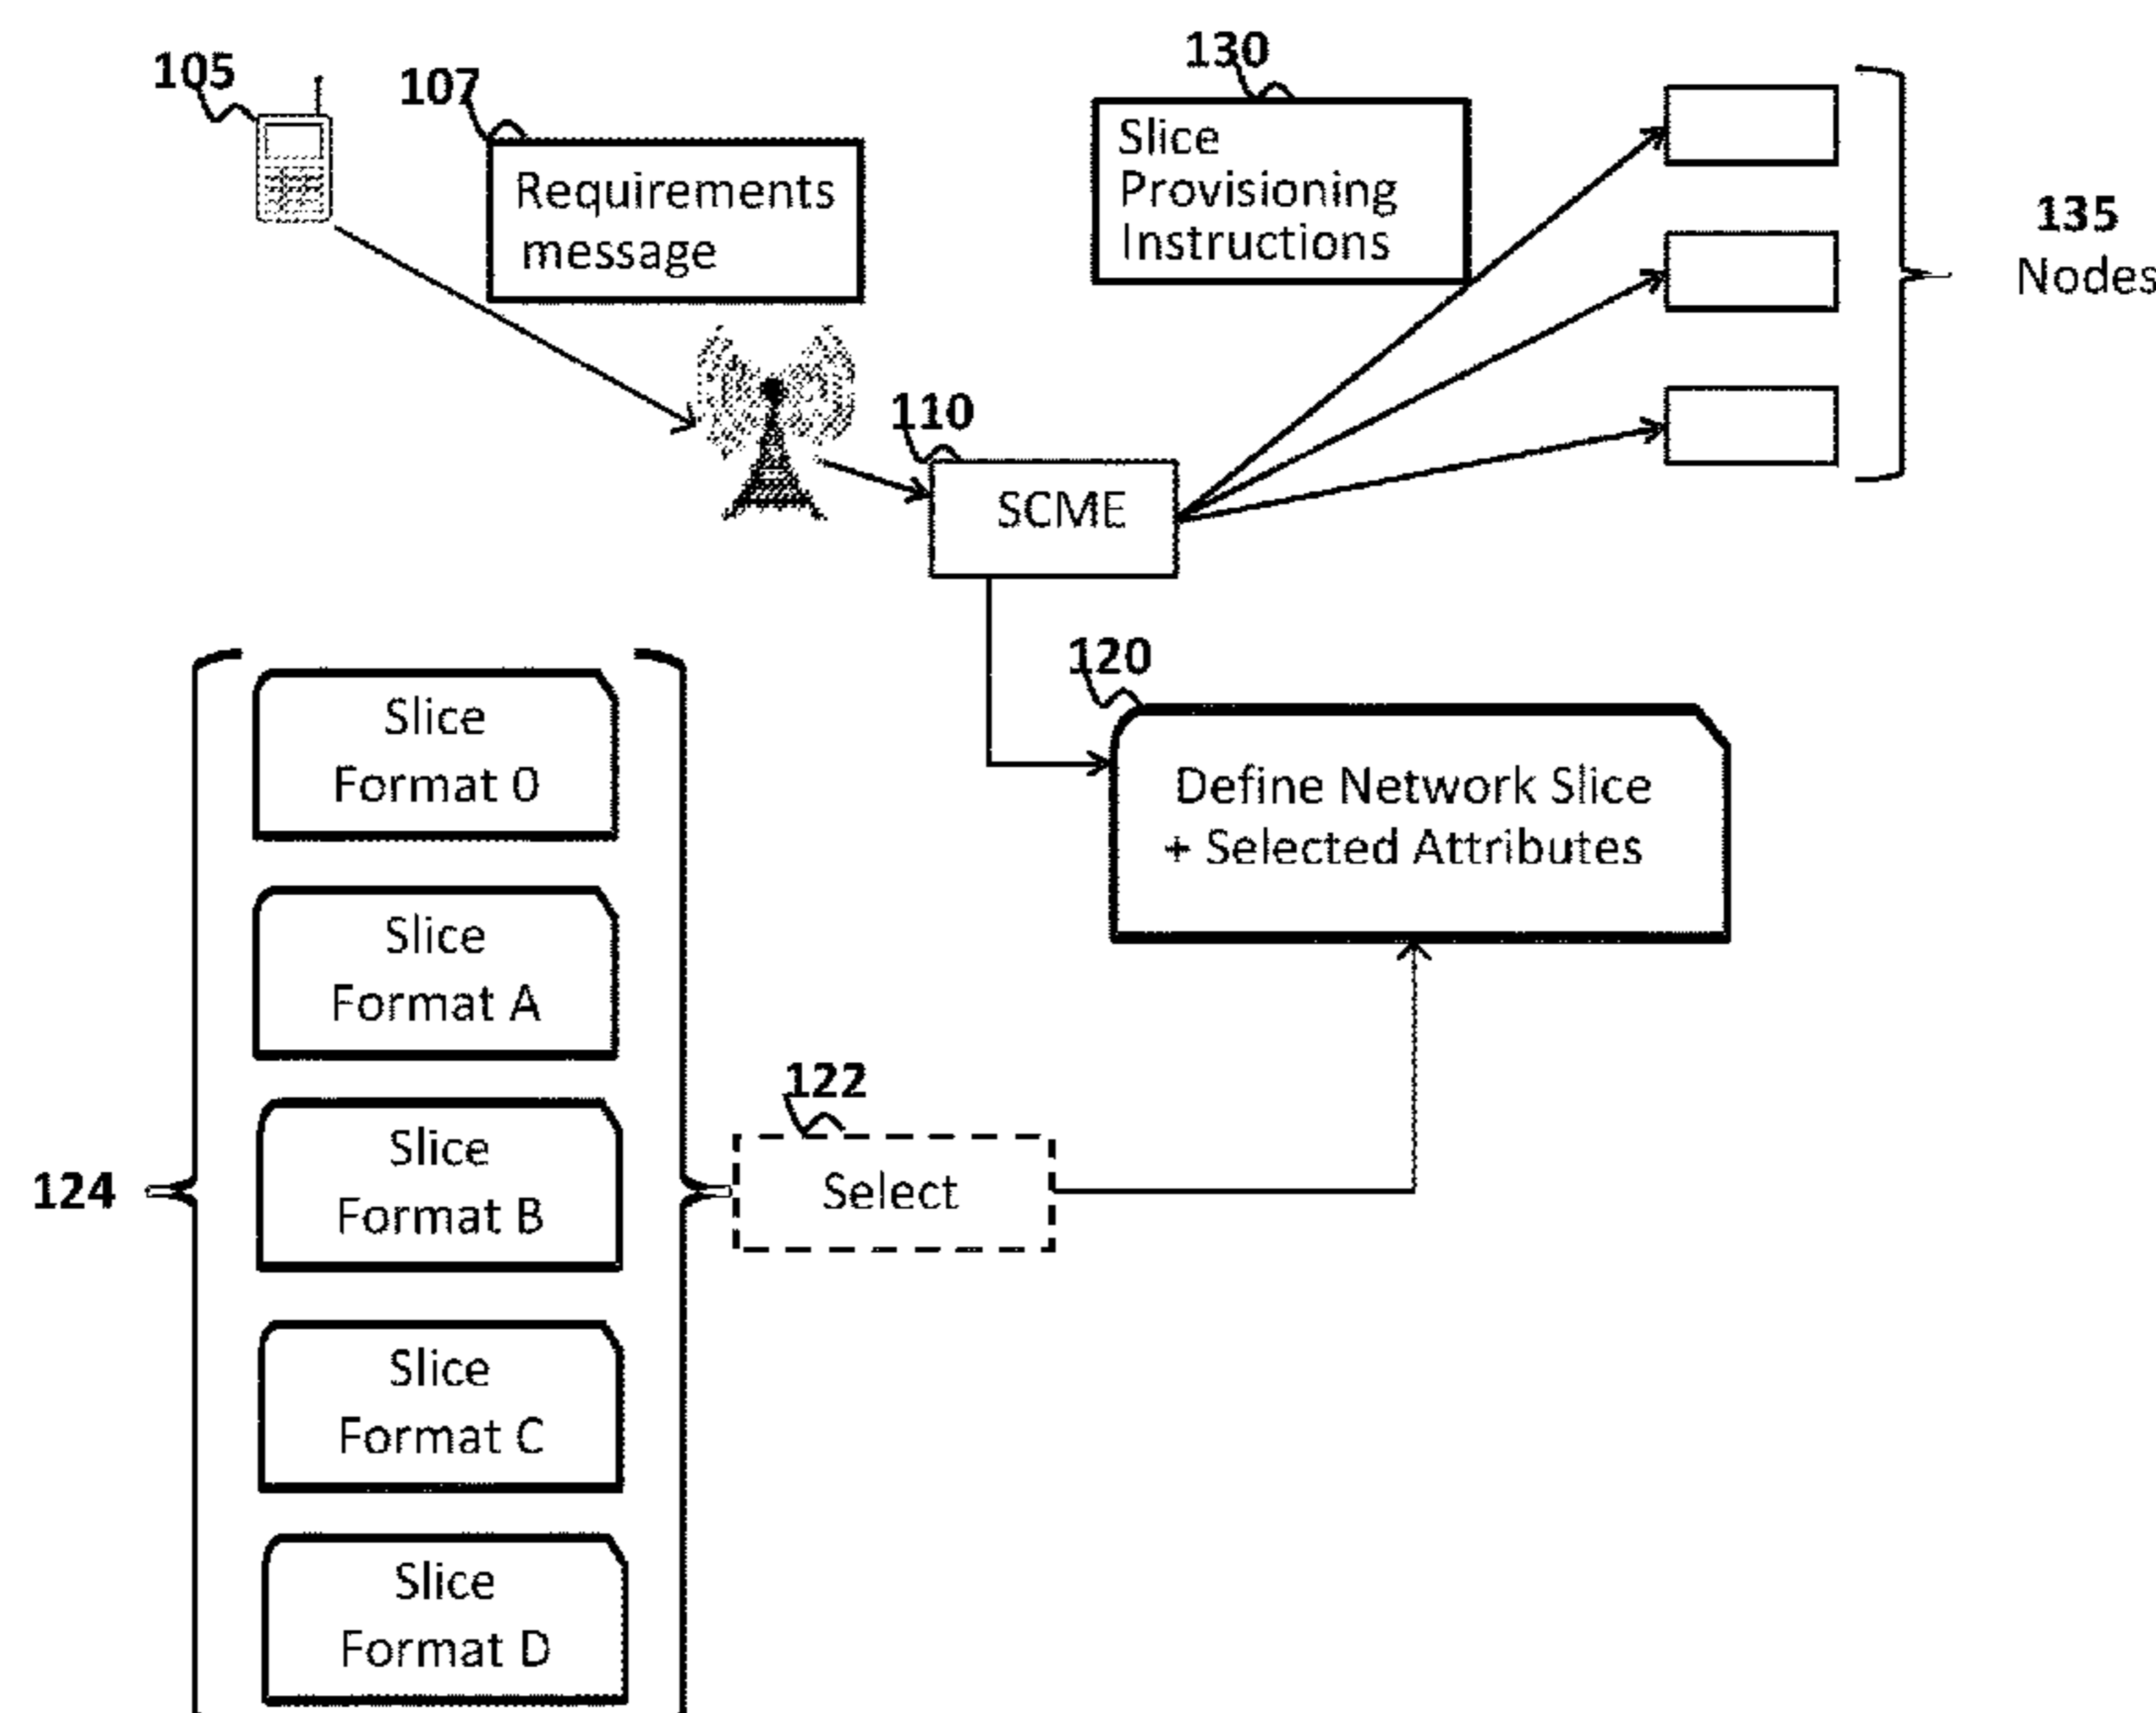 105
107
Requirements
message
130
Slice
Provisioning
Instructions
135
Nodes
110
SCME
120
Define Network Slice
+ Selected Attributes
124
Slice
Format 0
Slice
Format A
Slice
Format B
Slice
Format C
Slice
Format D
122
Select